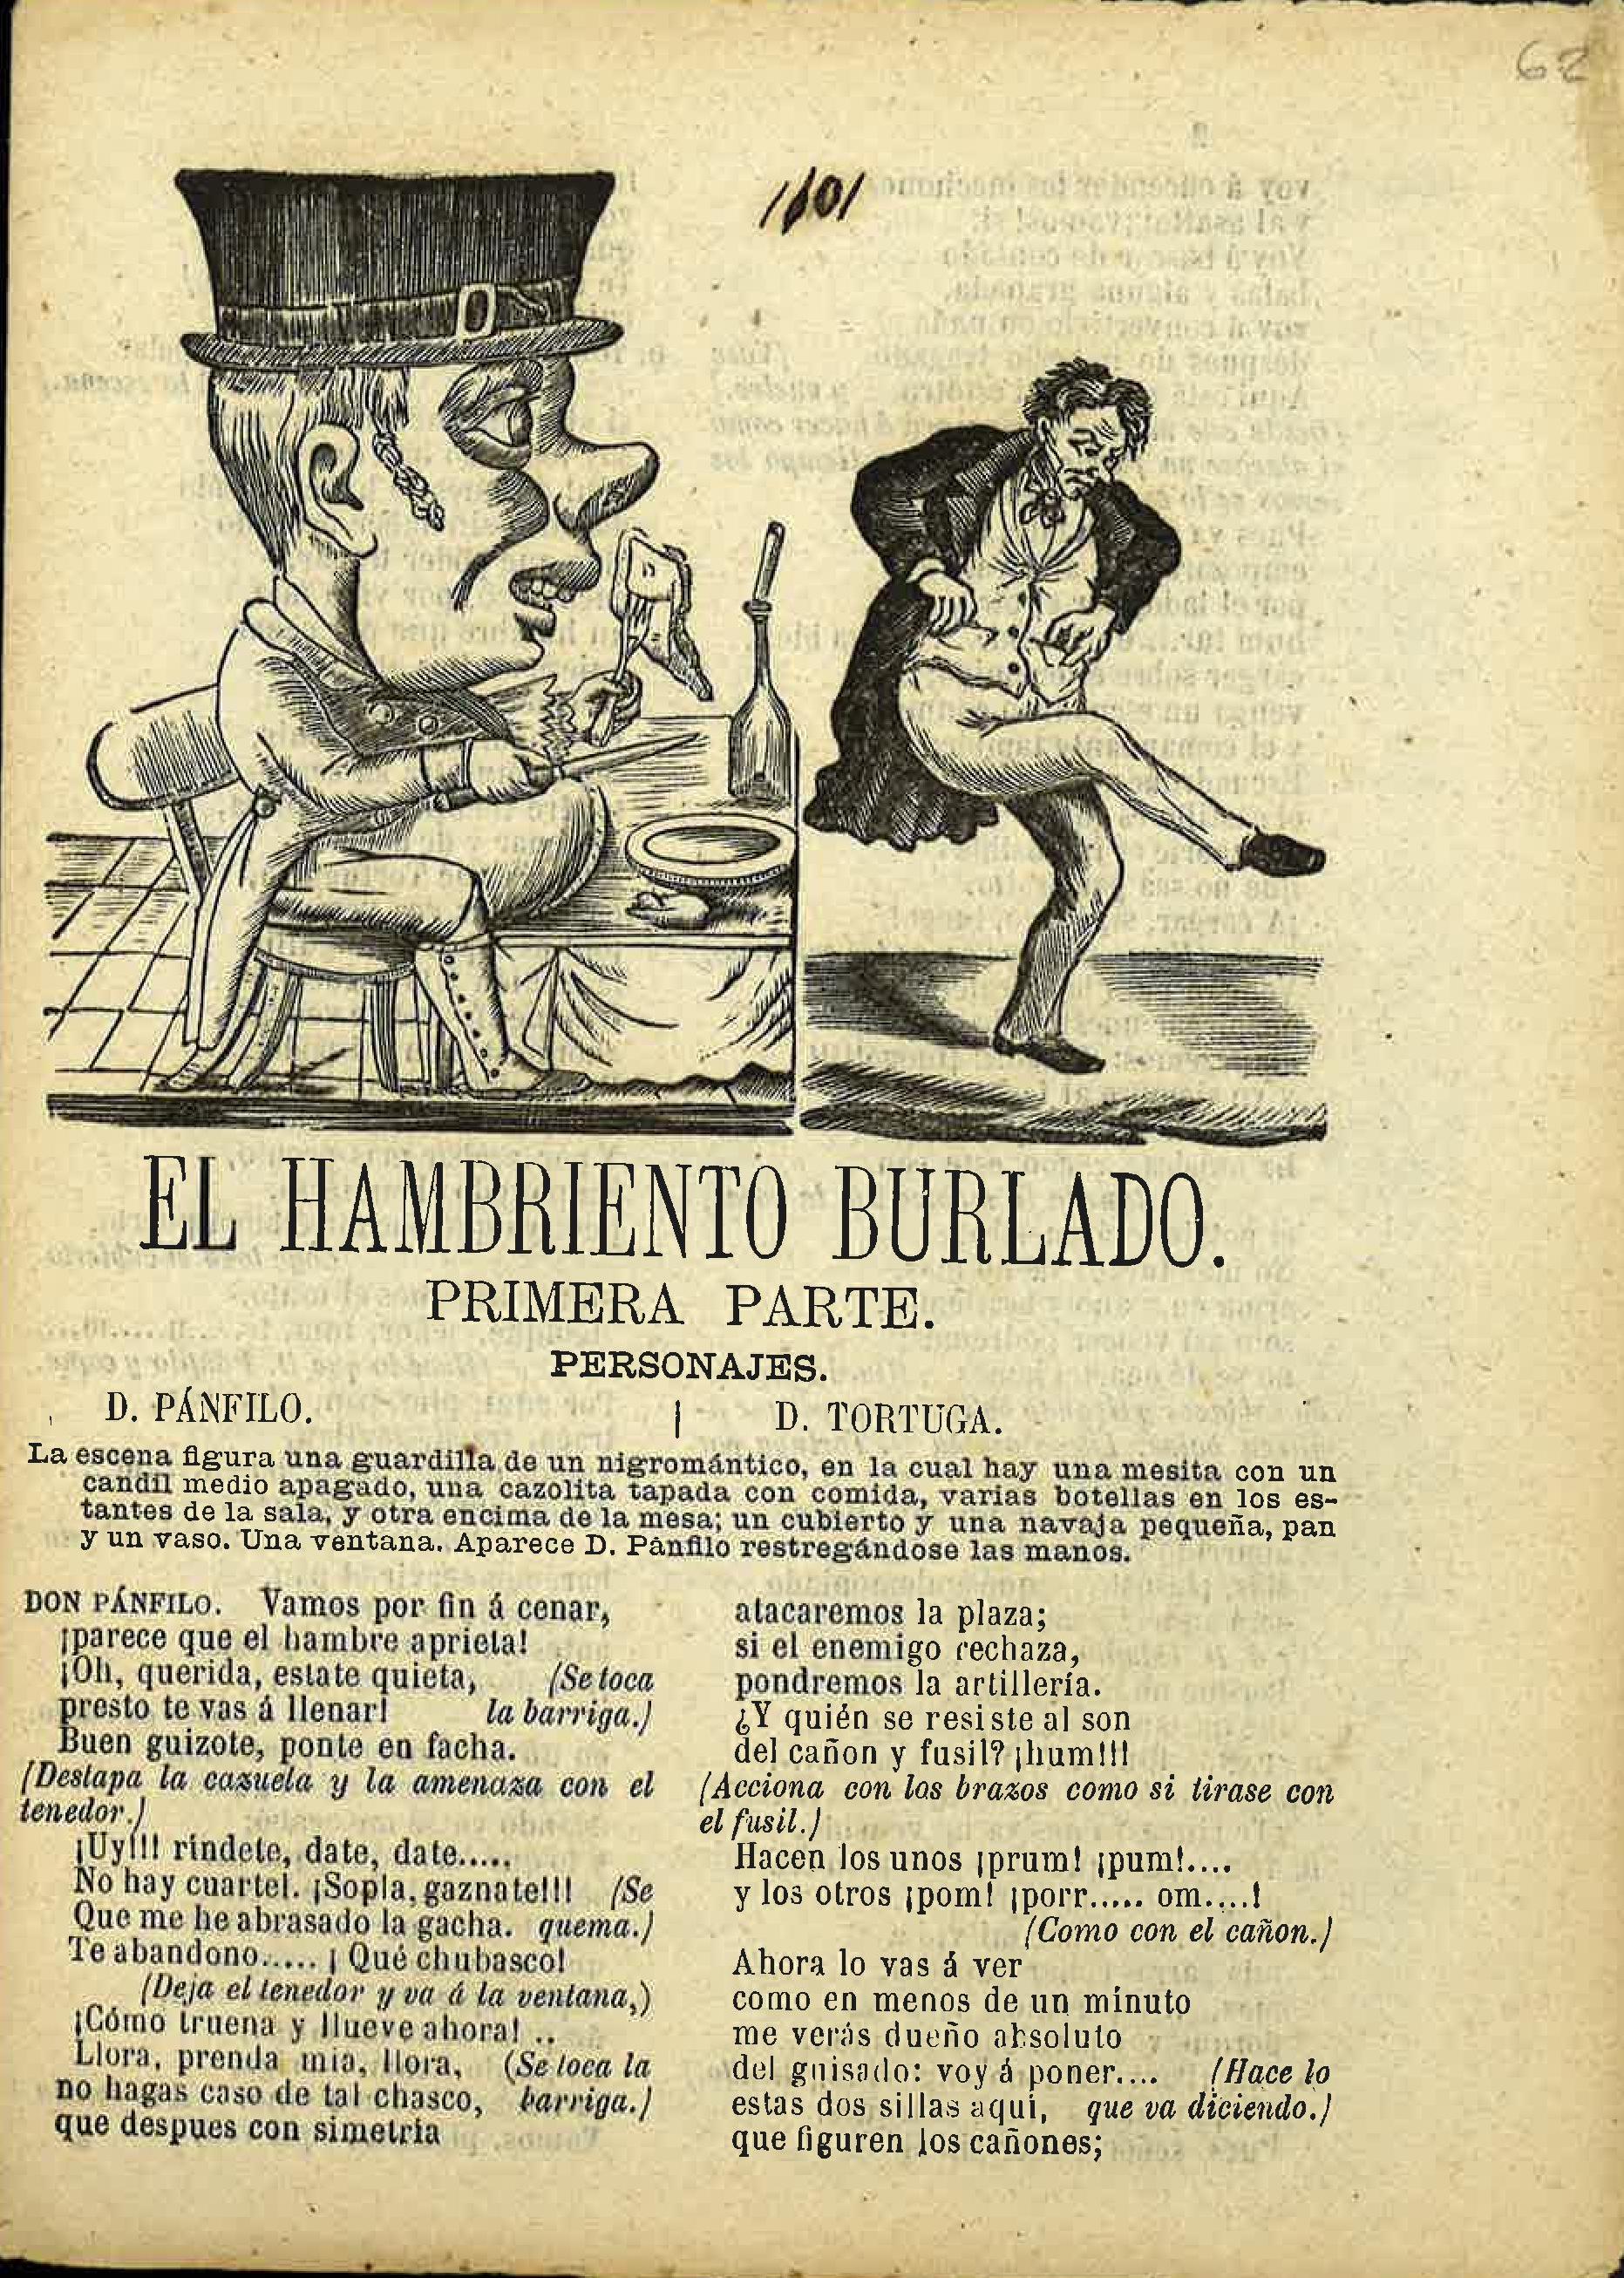 62
1601
EL HAMBRIENTO BURLADO.
PRIMERA PARTE.
PERSONAJES.
D. PÁNFILO. | D. TORTUGA.
La escena figura una guardilla de un nigromántico, en la cual hay una mesita con un
candil medio apagado, una cazolita tapada con comida, varias botellas en los es-
tantes de la sala, y otra encima de la mesa; un cubierto y una navaja pequeña, pan
y un vaso. Una ventana. Aparece D. Pánfilo restregándose las manos.
DON PÁNFILO. Vamos por fin á cenar,
¡parece que el hambre aprieta!
¡Oh, querida, estate quieta, (Se toca
presto te vas á llenar! la barriga.)
Buen guizote, ponte en facha.
(Destapa la cazuela y la amenaza con el
tenedor.)
¡Uy!!! ríndete, date, date.....
No hay cuartel. ¡Sopla, gaznate!!! (Se
Que me he abrasado la gacha. quema.)
Te abandono..... ¡Qué chubasco!
(Deja el tenedor y va á la ventana,)
¡Cómo truena y llueve ahora! ..
Llora, prenda mia, llora, (Se toca la
no hagas caso de tal chasco, barriga.)
que despues con simetría
atacaremos la plaza;
si el enemigo rechaza,
pondremos la artillería.
¿Y quién se resiste al son
del cañon y fusil? ¡hum!!!
(Acciona con los brazos como si tirase con
el fusil.)
Hacen los unos ¡prum! ¡pum!....
y los otros ¡pom! ¡porr..... om....!
(Como con el cañon.)
Ahora lo vas á ver
como en menos de un minuto
me verás dueño absoluto
del guisado: voy á poner.... (Hace lo
estas dos sillas aqui, que va diciendo.)
que figuren los cañones;